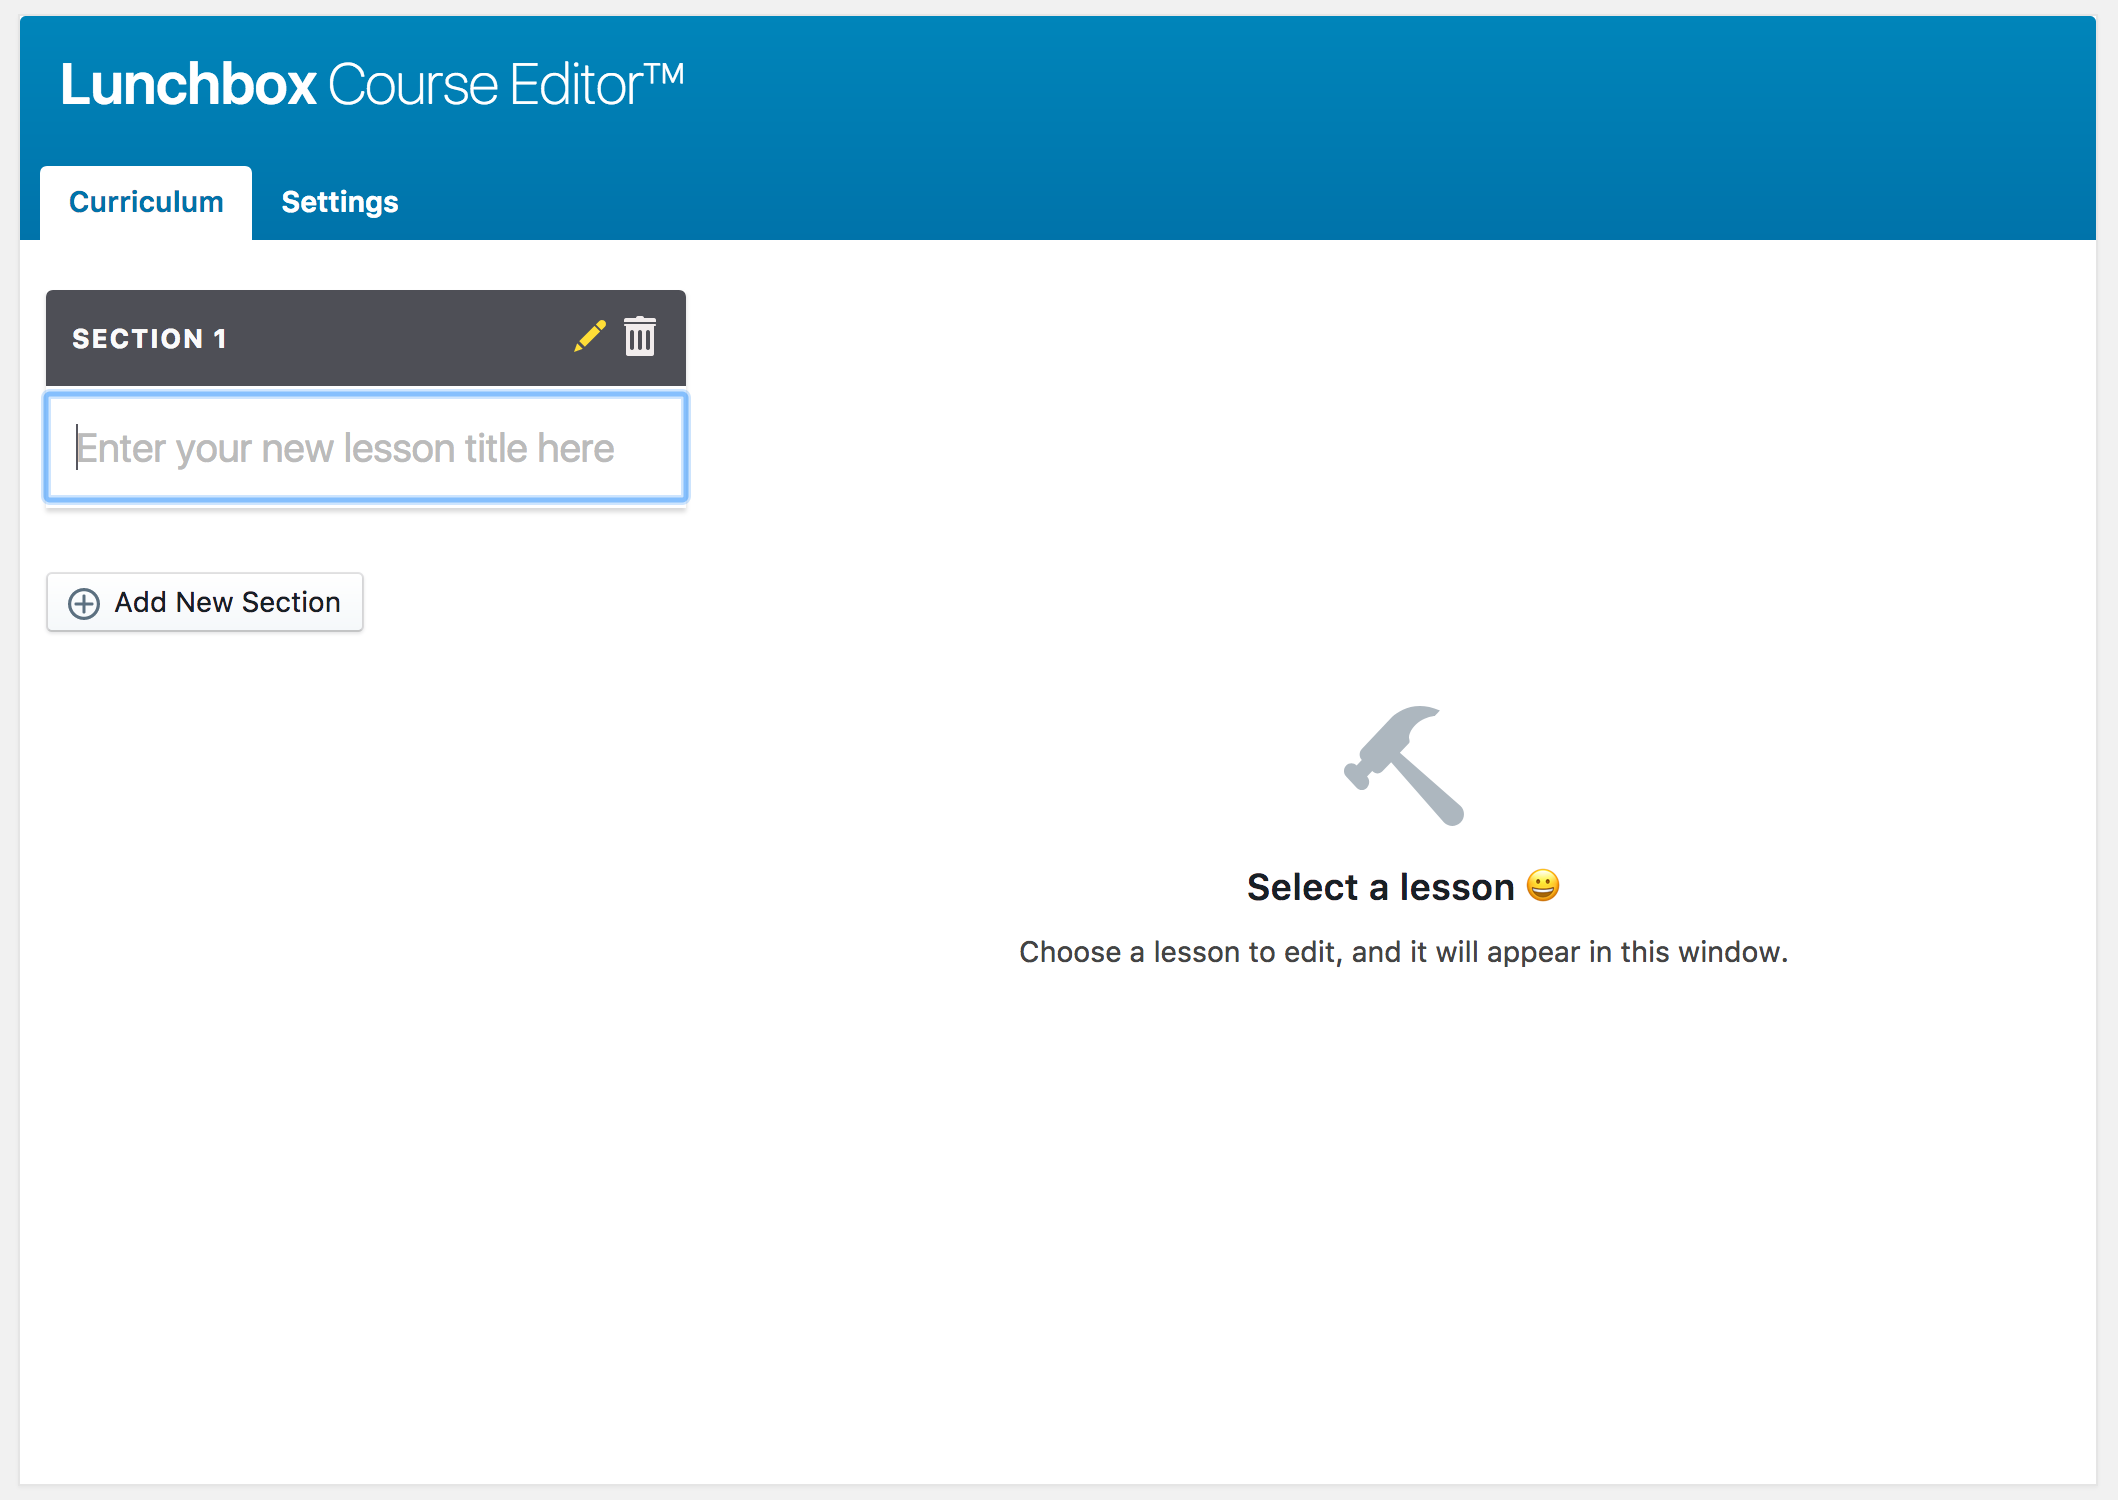 Lunchbox Course Editor™
Curriculum
Settings
SECTION 1
Enter your new lesson title here
Add New Section
Select a lesson 😀
Choose a lesson to edit, and it will appear in this window.